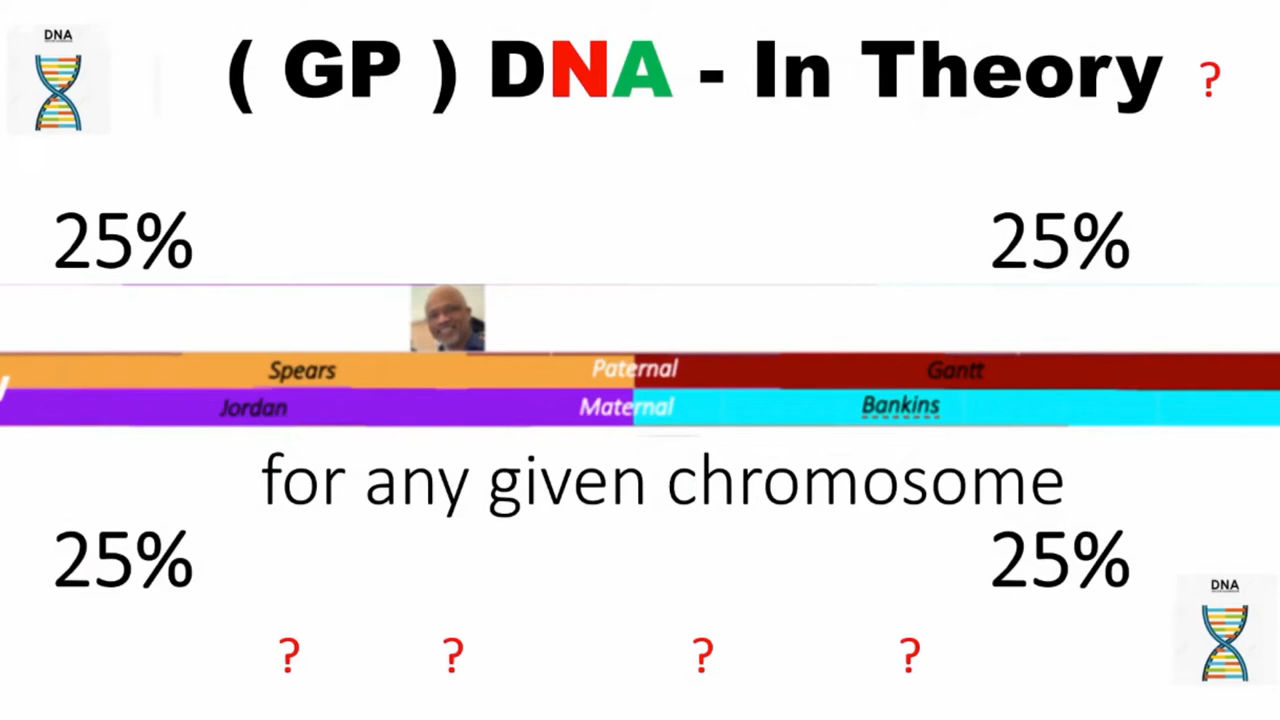 DNA
( GP ) DNA - In Theory ?
25% 25%
Spears Paternal Gantt
Jordan Maternal Bankins
for any given chromosome
25% 25%
DNA
? ? ? ?